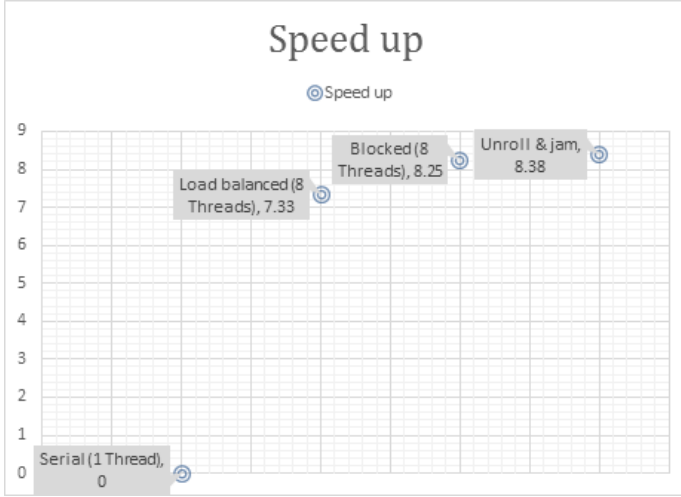 Speed up
Speed up
9
8
7
6
5
4
3
2
1
0
Serial (1 Thread),
0
Load balanced (8
Threads), 7.33
Blocked (8
Threads), 8.25
Unroll & jam,
8.38